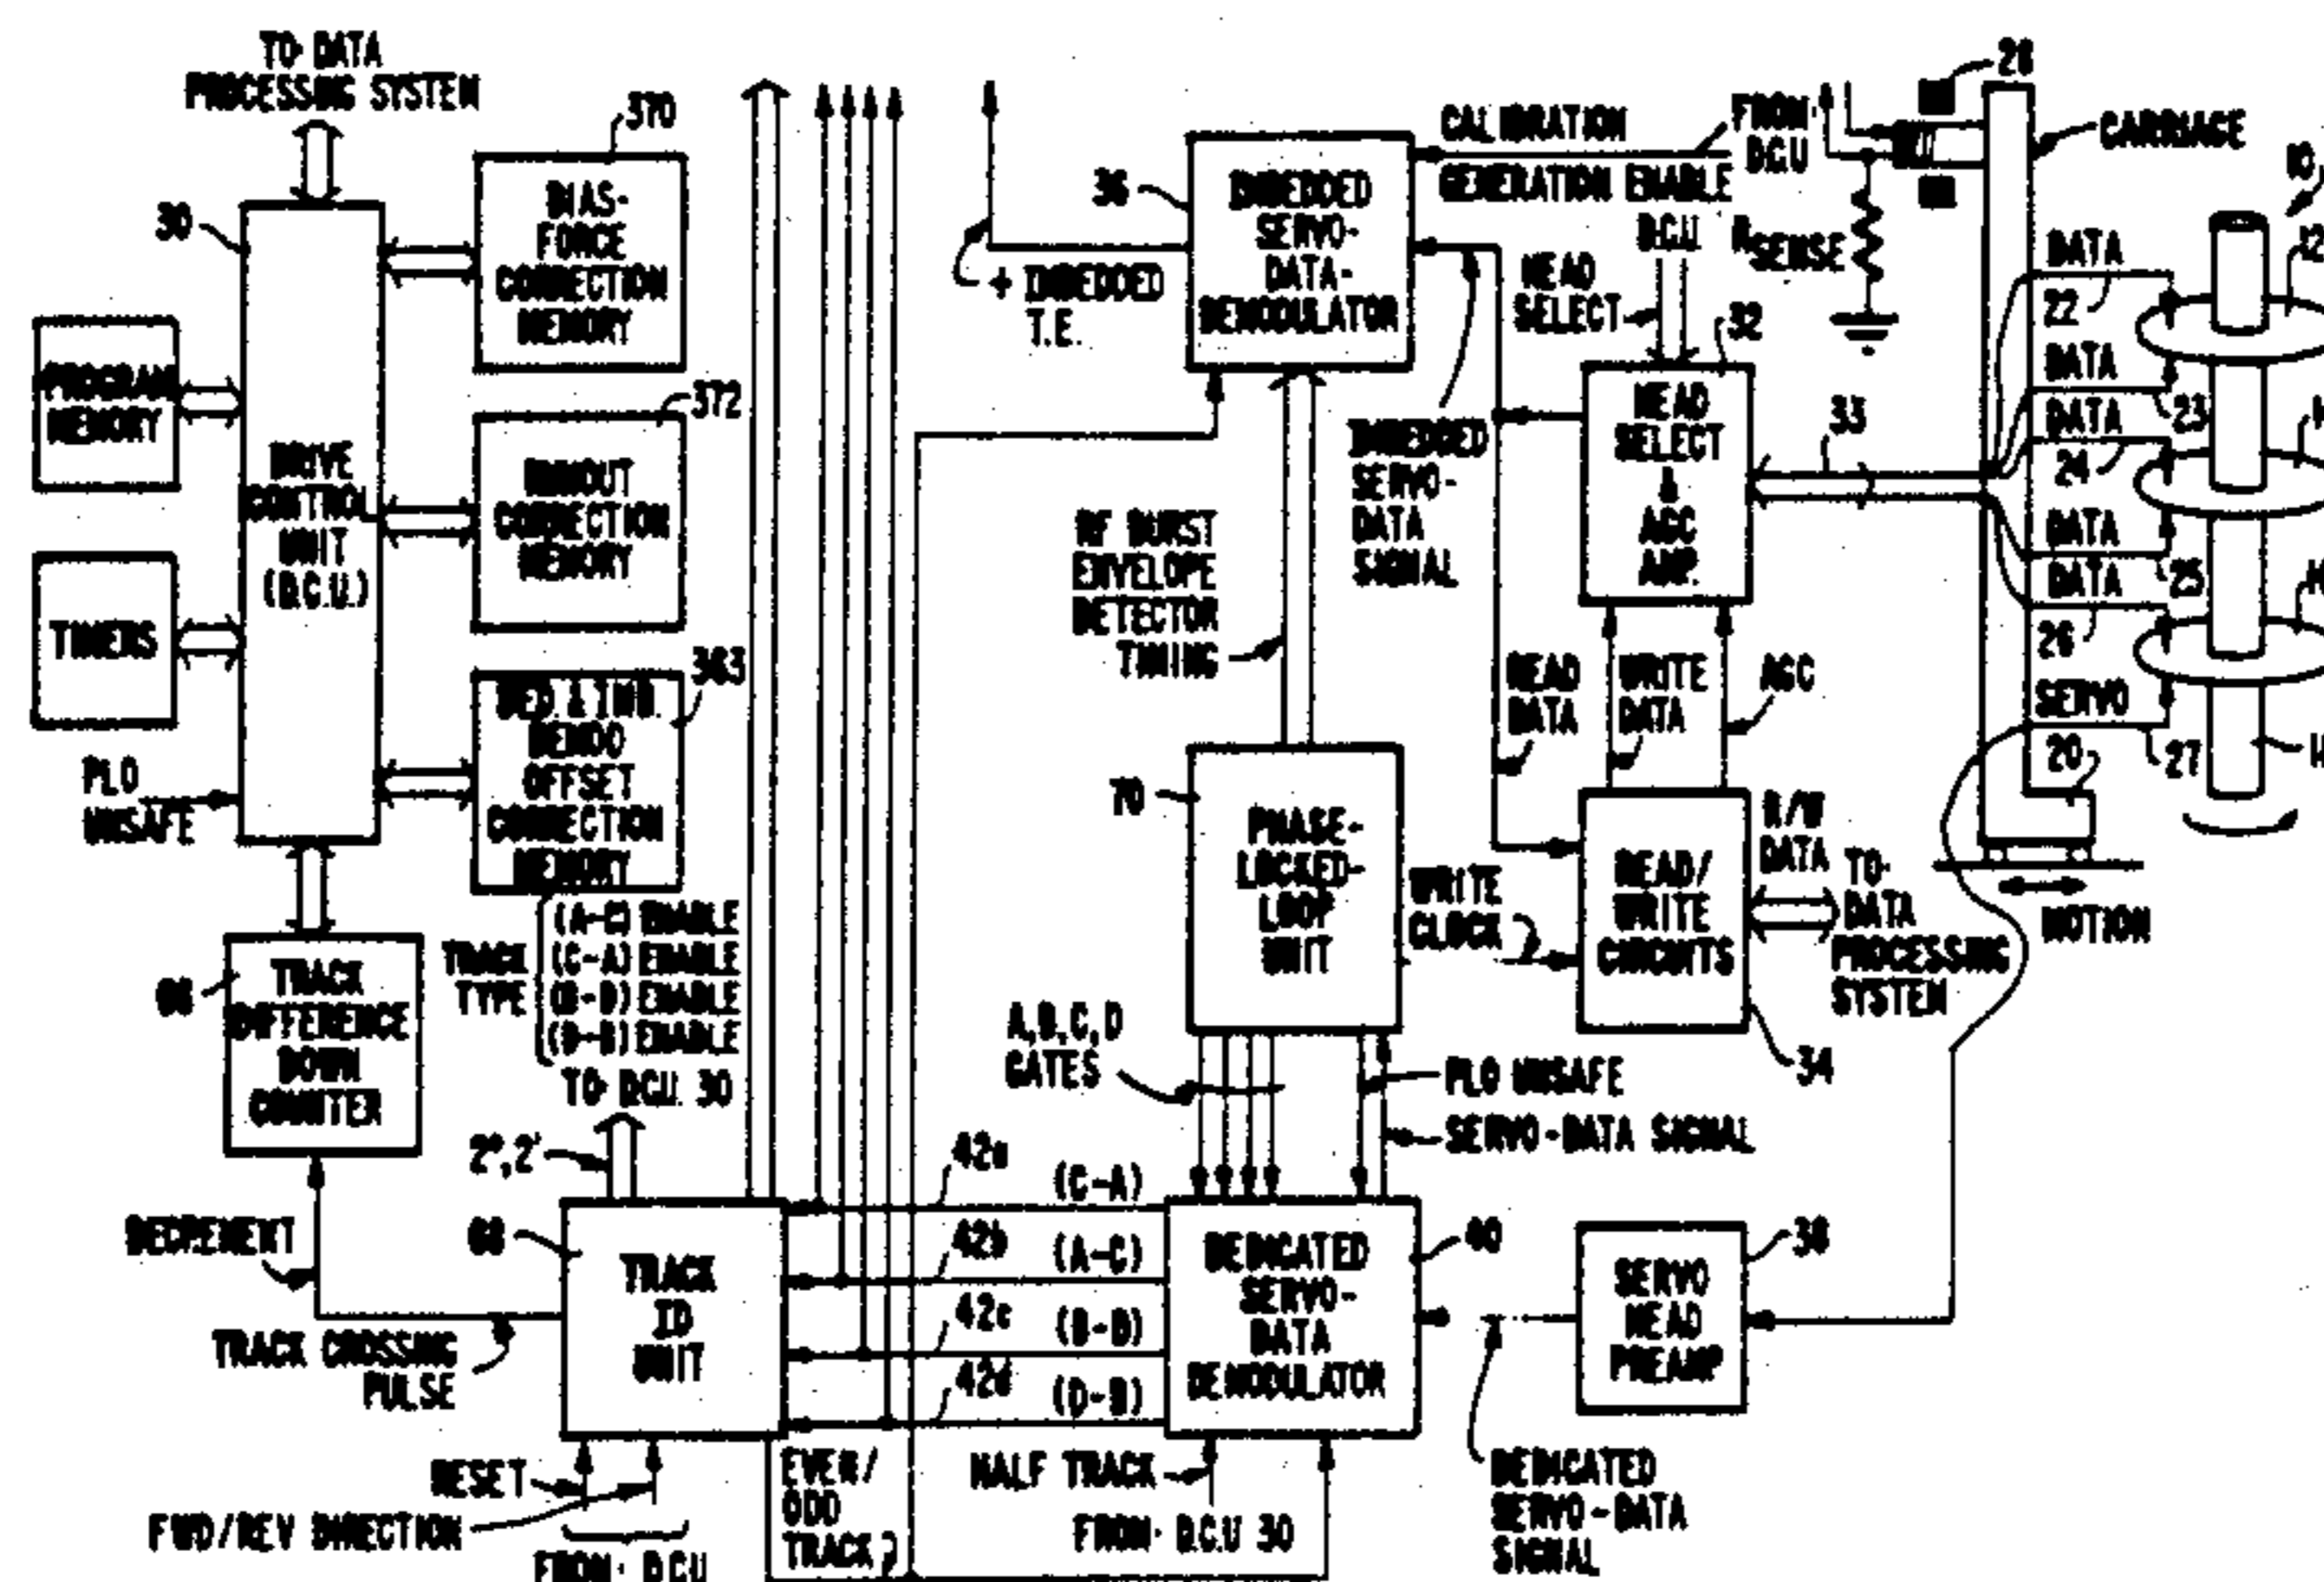 TO DATA
PROCESSING SYSTEM
370
BIAS-
FORCE
CORRECTION
MEMORY
30
PROGRAM
MEMORY
DRIVE
CONTROL
UNIT
(D.C.U.)
372
RUNOUT
CORRECTION
MEMORY
TIMERS
363
DED. & IMB.
DEMOD
OFFSET
CORRECTION
MEMORY
PLO
UNSAFE
TRACK
DIFFERENCE
DOWN
COUNTER
TRACK
TYPE
(A-C) ENABLE
(C-A) ENABLE
(B-D) ENABLE
(D-B) ENABLE
TO D.C.U. 30
DECREMENT
TRACK CROSSING
PULSE
TRACK
ID
UNIT
RESET
FWD/REV DIRECTION
FROM D.C.U
EVEN/
ODD
TRACK
42a
(C-A)
42b
(A-C)
42c
(B-D)
42d
(D-B)
DEDICATED
SERVO-
DATA
DEMODULATOR
HALF TRACK
FROM D.C.U 30
36
IMBEDDED
SERVO-
DATA-
DEMODULATOR
+ IMBEDDED
T.E.
CALIBRATION
GENERATION ENABLE
FROM
D.C.U
D.C.U
HEAD
SELECT
RSENSE
28
CARRIAGE
10
12
32
HEAD
SELECT
&
AGC
AMP.
33
IMBEDDED
SERVO-
DATA
SIGNAL
RF BURST
ENVELOPE
DETECTOR
TIMING
READ
DATA
WRITE
DATA
AGC
70
PHASE-
LOCKED-
LOOP
UNIT
WRITE
CLOCK
READ/
WRITE
CIRCUITS
34
R/W
DATA
TO
DATA
PROCESSING
SYSTEM
A,B,C,D
GATES
PLO UNSAFE
SERVO-DATA SIGNAL
38
SERVO
HEAD
PREAMP
DEDICATED
SERVO-DATA
SIGNAL
DATA
22
DATA
23
DATA
24
DATA
25
DATA
26
SERVO
27
20
MOTION